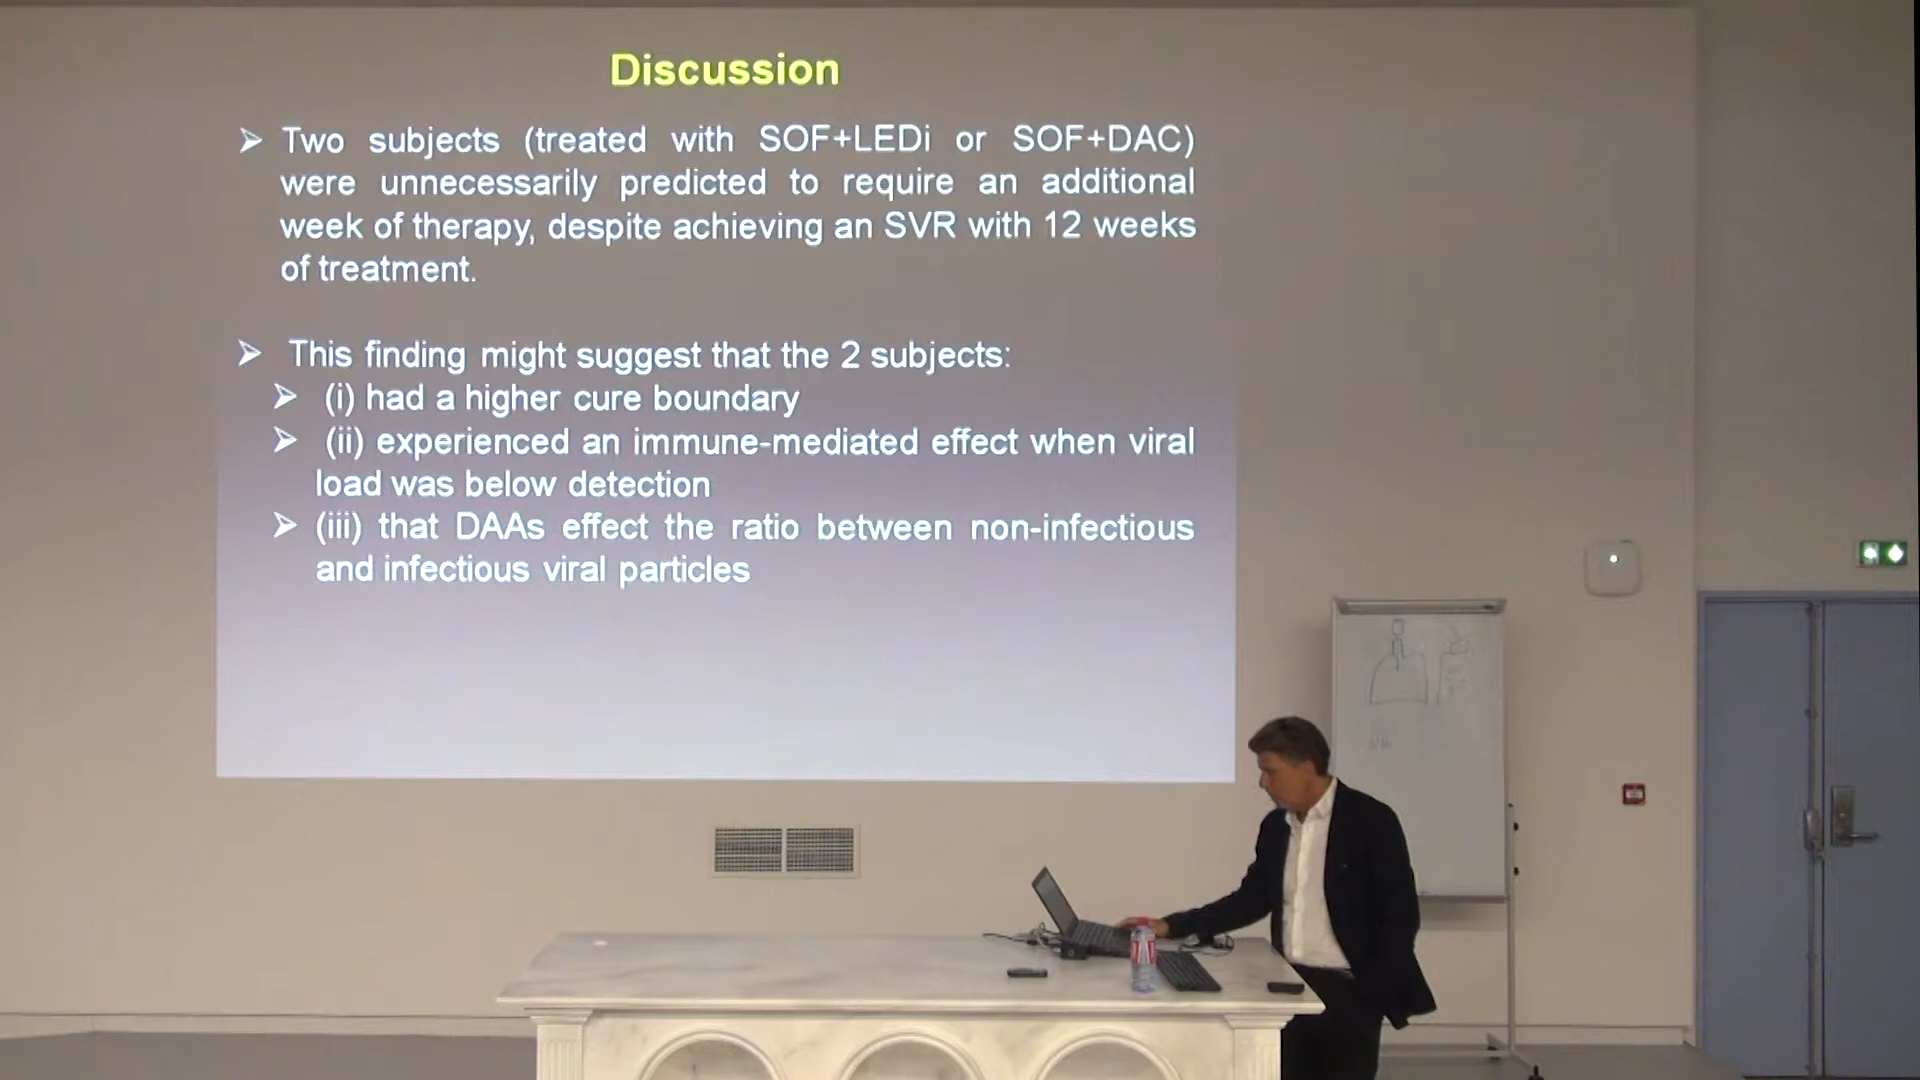 Discussion
➢ Two subjects (treated with SOF+LEDi or SOF+DAC)
were unnecessarily predicted to require an additional
week of therapy, despite achieving an SVR with 12 weeks
of treatment.
➢ This finding might suggest that the 2 subjects:
➢ (i) had a higher cure boundary
➢ (ii) experienced an immune-mediated effect when viral
load was below detection
➢ (iii) that DAAs effect the ratio between non-infectious
and infectious viral particles